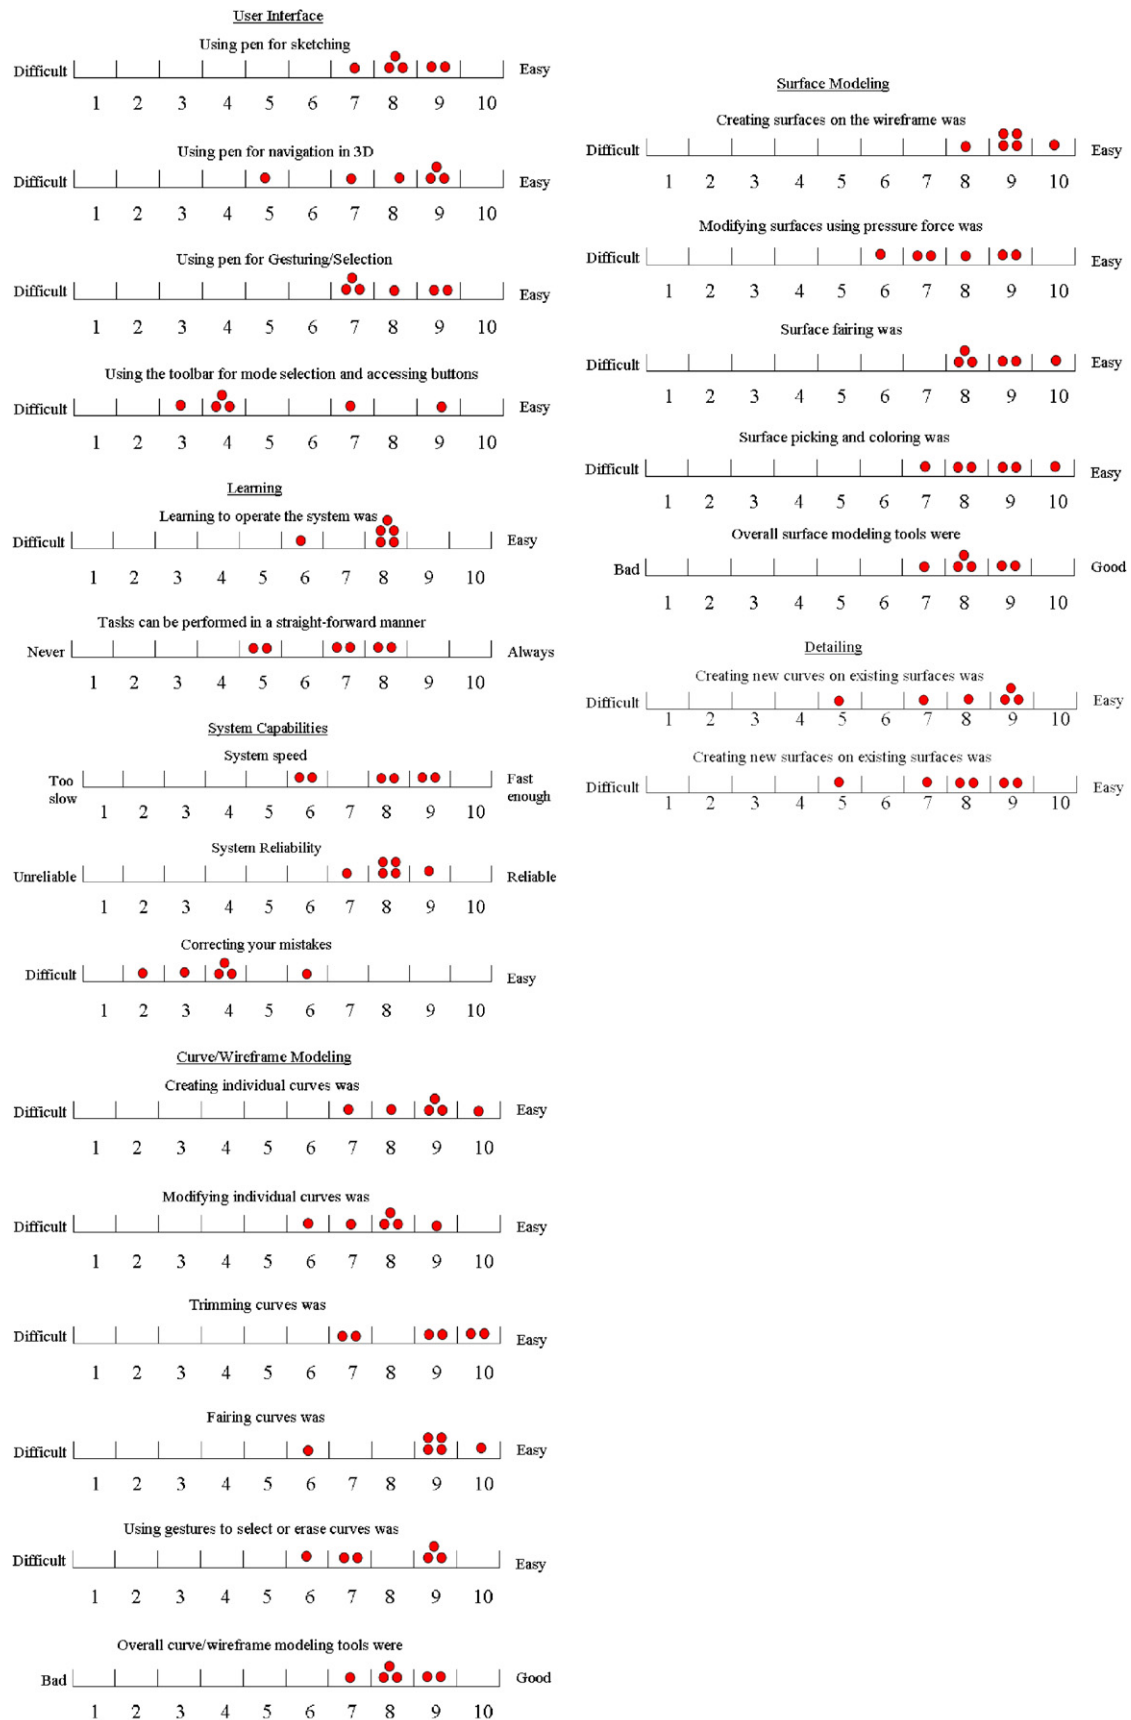 User Interface
Using pen for sketching
Difficult Easy
1 2 3 4 5 6 7 8 9 10
Using pen for navigation in 3D
Difficult Easy
1 2 3 4 5 6 7 8 9 10
Using pen for Gesturing/Selection
Difficult Easy
1 2 3 4 5 6 7 8 9 10
Using the toolbar for mode selection and accessing buttons
Difficult Easy
1 2 3 4 5 6 7 8 9 10
Learning
Learning to operate the system was
Difficult Easy
1 2 3 4 5 6 7 8 9 10
Tasks can be performed in a straight-forward manner
Never Always
1 2 3 4 5 6 7 8 9 10
System Capabilities
System speed
Too slow Fast enough
1 2 3 4 5 6 7 8 9 10
System Reliability
Unreliable Reliable
1 2 3 4 5 6 7 8 9 10
Correcting your mistakes
Difficult Easy
1 2 3 4 5 6 7 8 9 10
Curve/Wireframe Modeling
Creating individual curves was
Difficult Easy
1 2 3 4 5 6 7 8 9 10
Modifying individual curves was
Difficult Easy
1 2 3 4 5 6 7 8 9 10
Trimming curves was
Difficult Easy
1 2 3 4 5 6 7 8 9 10
Fairing curves was
Difficult Easy
1 2 3 4 5 6 7 8 9 10
Using gestures to select or erase curves was
Difficult Easy
1 2 3 4 5 6 7 8 9 10
Overall curve/wireframe modeling tools were
Bad Good
1 2 3 4 5 6 7 8 9 10
Surface Modeling
Creating surfaces on the wireframe was
Difficult Easy
1 2 3 4 5 6 7 8 9 10
Modifying surfaces using pressure force was
Difficult Easy
1 2 3 4 5 6 7 8 9 10
Surface fairing was
Difficult Easy
1 2 3 4 5 6 7 8 9 10
Surface picking and coloring was
Difficult Easy
1 2 3 4 5 6 7 8 9 10
Overall surface modeling tools were
Bad Good
1 2 3 4 5 6 7 8 9 10
Detailing
Creating new curves on existing surfaces was
Difficult Easy
1 2 3 4 5 6 7 8 9 10
Creating new surfaces on existing surfaces was
Difficult Easy
1 2 3 4 5 6 7 8 9 10